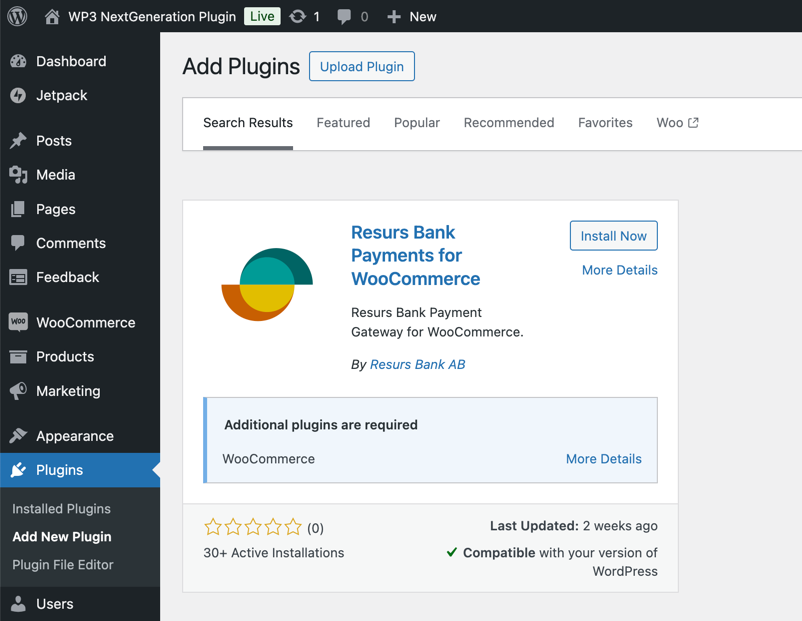 WP3 NextGeneration Plugin Live 1 0 New
Dashboard
Jetpack
Posts
Media
Pages
Comments
Feedback
WOO WooCommerce
Products
Marketing
Appearance
Plugins
Installed Plugins
Add New Plugin
Plugin File Editor
Users
Add Plugins Upload Plugin
Search Results Featured Popular Recommended Favorites Woo
Resurs Bank
Payments for
WooCommerce
Install Now
More Details
Resurs Bank Payment
Gateway for WooCommerce.
By Resurs Bank AB
Additional plugins are required
WooCommerce More Details
(0)
30+ Active Installations
Last Updated: 2 weeks ago
Compatible with your version of
WordPress